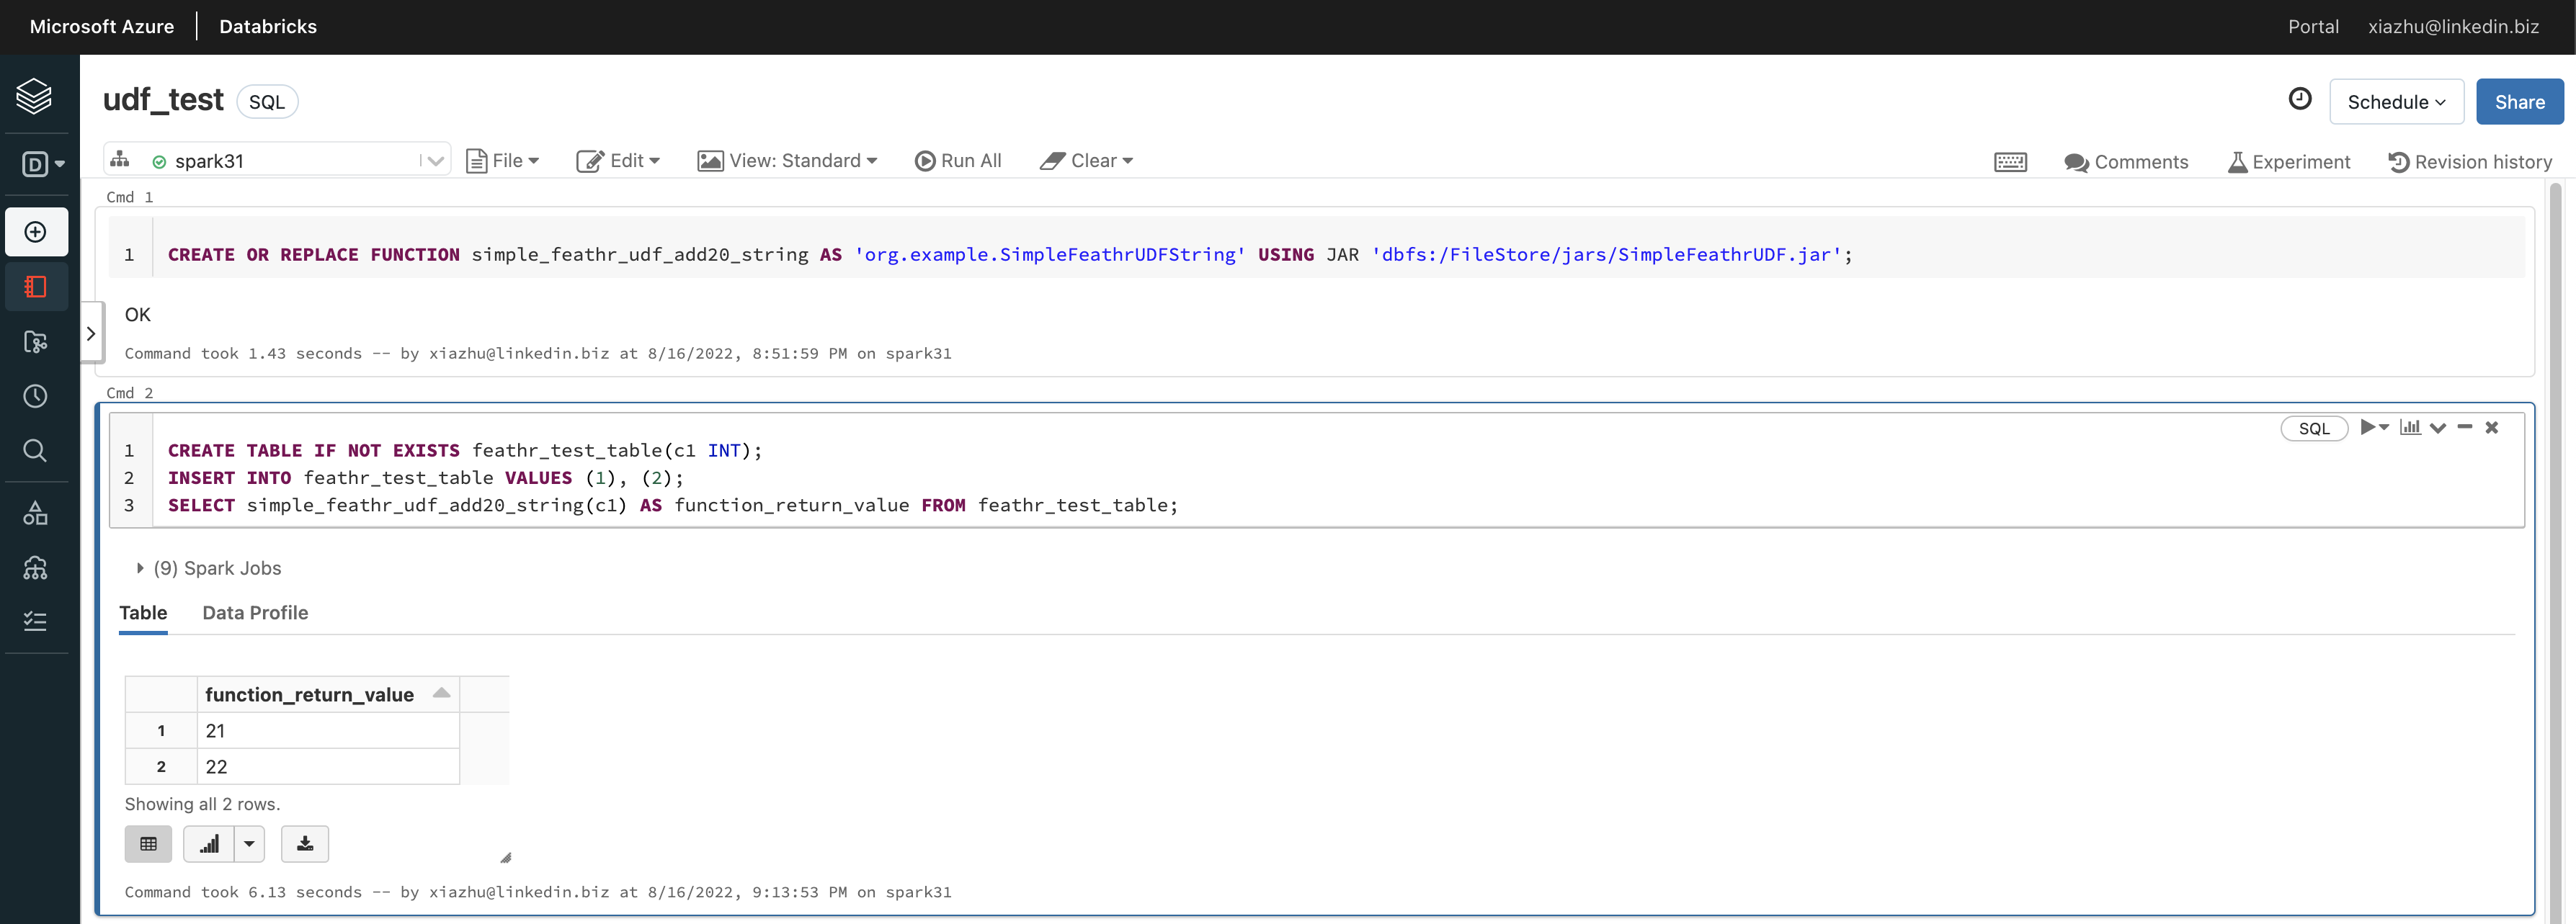 Microsoft Azure | Databricks Portal xiazhu@linkedin.biz
udf_test SQL Schedule Share
D
spark31 File Edit View: Standard Run All Clear Comments Experiment Revision history
Cmd 1
1 CREATE OR REPLACE FUNCTION simple_feathr_udf_add20_string AS 'org.example.SimpleFeathrUDFString' USING JAR 'dbfs:/FileStore/jars/SimpleFeathrUDF.jar';
OK
Command took 1.43 seconds -- by xiazhu@linkedin.biz at 8/16/2022, 8:51:59 PM on spark31
Cmd 2
SQL
1 CREATE TABLE IF NOT EXISTS feathr_test_table(c1 INT);
2 INSERT INTO feathr_test_table VALUES (1), (2);
3 SELECT simple_feathr_udf_add20_string(c1) AS function_return_value FROM feathr_test_table;
(9) Spark Jobs
Table Data Profile
function_return_value
1 21
2 22
Showing all 2 rows.
Command took 6.13 seconds -- by xiazhu@linkedin.biz at 8/16/2022, 9:13:53 PM on spark31